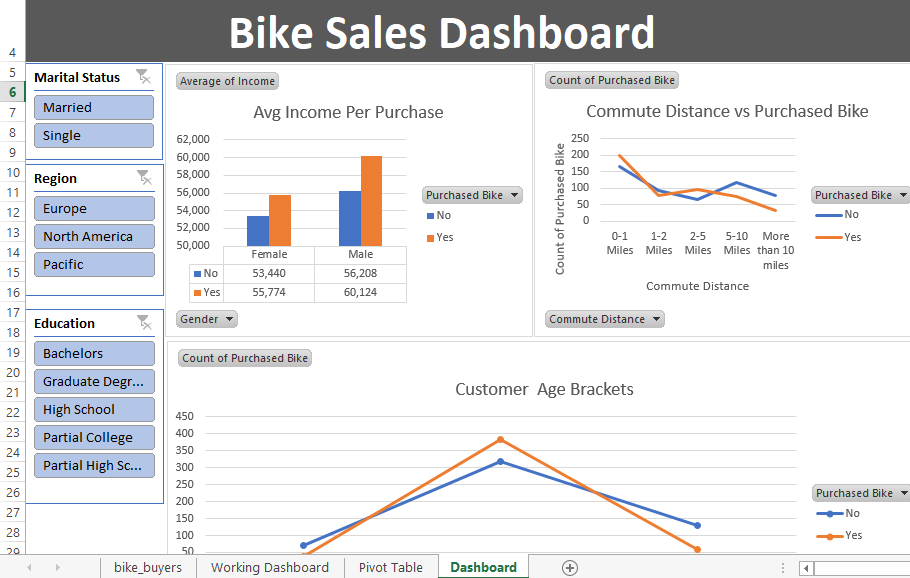 Bike Sales Dashboard
4
5
6
7
8
9
10
11
12
13
14
15
16
17
18
19
20
21
22
23
24
25
26
27
28
29
Marital Status
Married
Single
Region
Europe
North America
Pacific
Education
Bachelors
Graduate Degr...
High School
Partial College
Partial High Sc...
Average of Income
Avg Income Per Purchase
62,000
60,000
58,000
56,000
54,000
52,000
50,000
Female Male
No 53,440 56,208
Yes 55,774 60,124
Purchased Bike
No
Yes
Gender
Count of Purchased Bike
Commute Distance vs Purchased Bike
Count of Purchased Bike
250
200
150
100
50
0
0-1 Miles
1-2 Miles
2-5 Miles
5-10 Miles
More than 10 miles
Commute Distance
Purchased Bike
No
Yes
Commute Distance
Count of Purchased Bike
Customer Age Brackets
450
400
350
300
250
200
150
100
50
Purchased Bike
No
Yes
bike_buyers Working Dashboard Pivot Table Dashboard